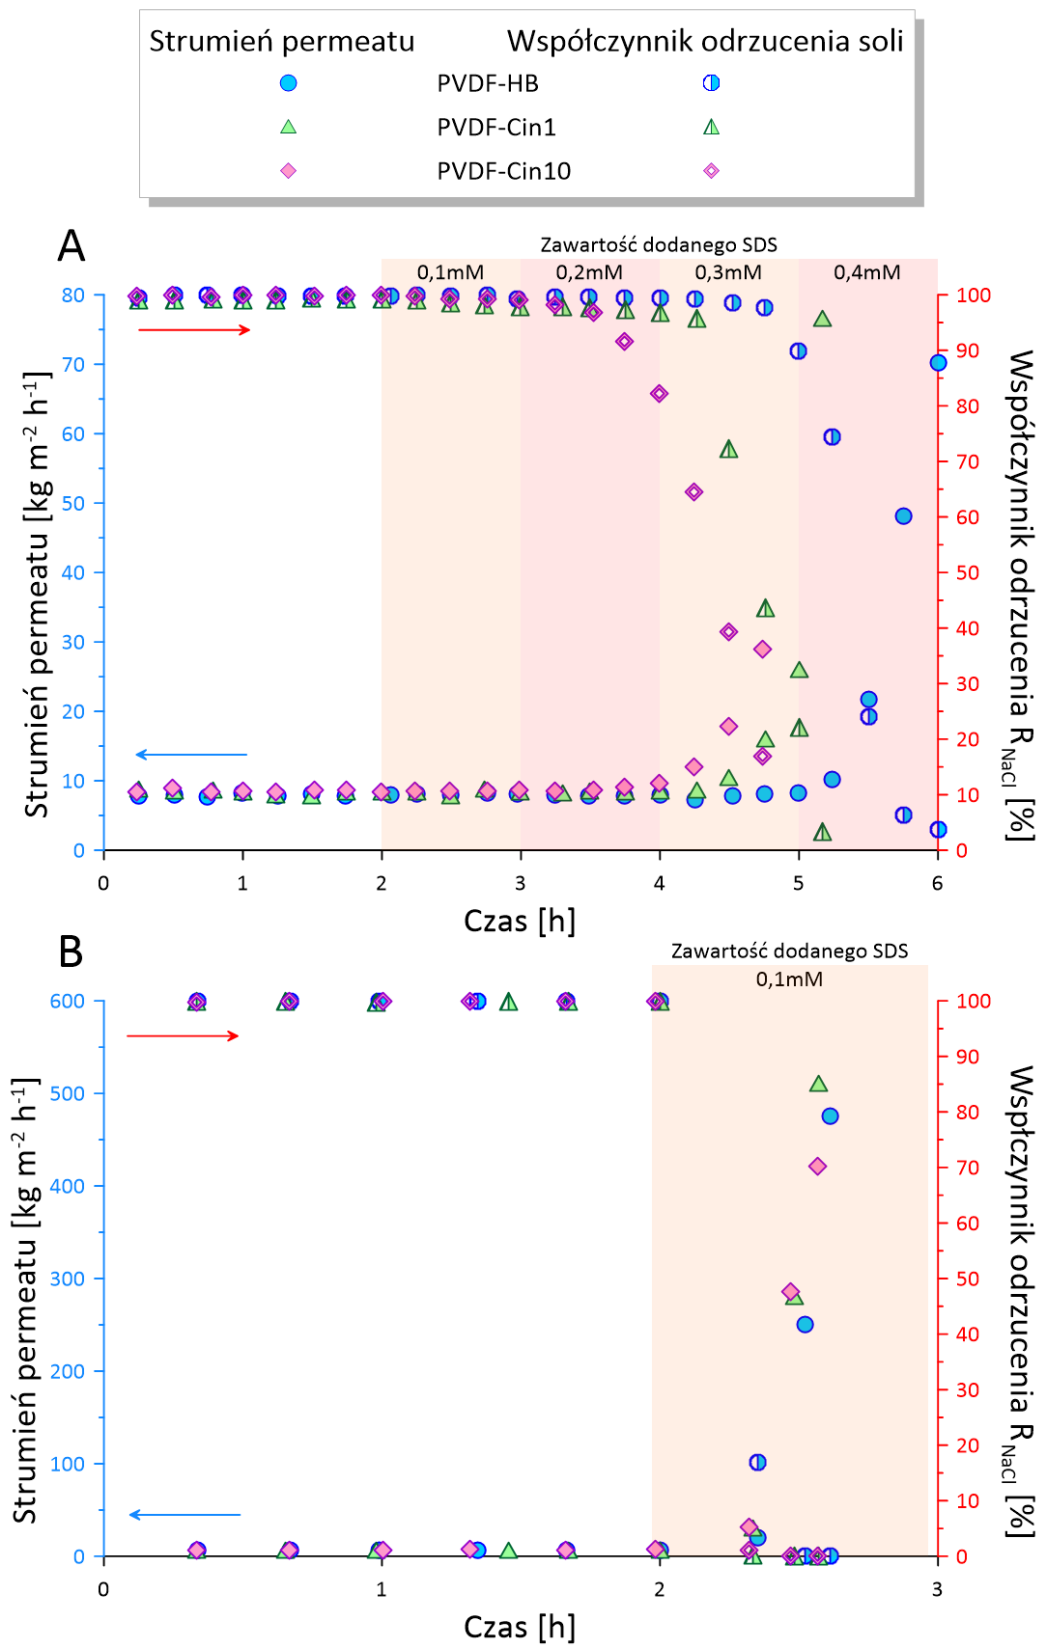 Strumień permeatu Współczynnik odrzucenia soli
PVDF-HB
PVDF-Cin1
PVDF-Cin10
A
Zawartość dodanego SDS
0,1mM 0,2mM 0,3mM 0,4mM
80
70
60
50
40
30
20
10
0
Strumień permeatu [kg m-2 h-1]
100
90
80
70
60
50
40
30
20
10
0
Współczynnik odrzucenia RNaCl [%]
0 1 2 3 4 5 6
Czas [h]
B
Zawartość dodanego SDS
0,1mM
600
500
400
300
200
100
0
Strumień permeatu [kg m-2 h-1]
100
90
80
70
60
50
40
30
20
10
0
Wspłczynnik odrzucenia RNaCl [%]
0 1 2 3
Czas [h]